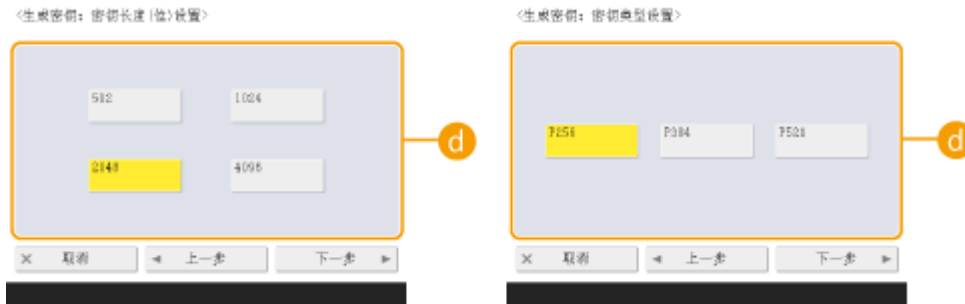 <生成密钥：密钥长度(位)设置>
512
1024
2048
4096
d
取消
上一步
下一步
<生成密钥：密钥类型设置>
P256
P384
P521
d
取消
上一步
下一步